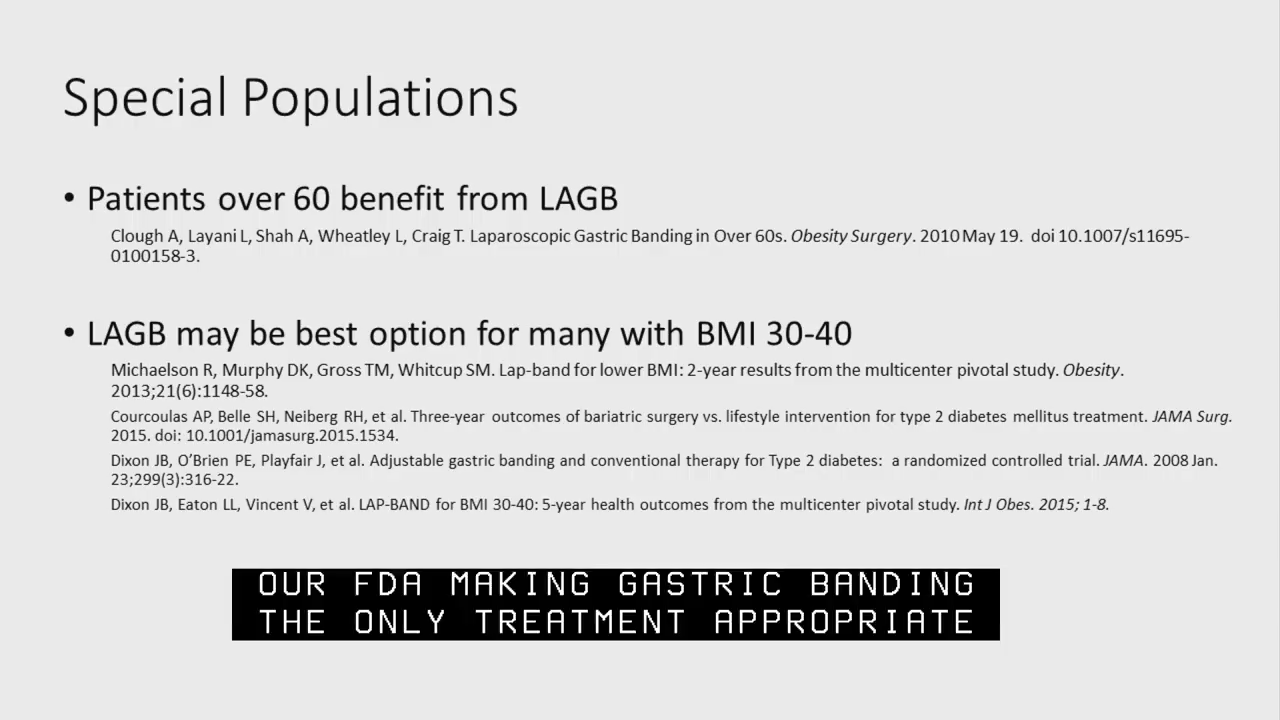 Special Populations
• Patients over 60 benefit from LAGB
Clough A, Layani L, Shah A, Wheatley L, Craig T. Laparoscopic Gastric Banding in Over 60s. Obesity Surgery. 2010 May 19. doi 10.1007/s11695-
0100158-3.
• LAGB may be best option for many with BMI 30-40
Michaelson R, Murphy DK, Gross TM, Whitcup SM. Lap-band for lower BMI: 2-year results from the multicenter pivotal study. Obesity.
2013;21(6):1148-58.
Courcoulas AP, Belle SH, Neiberg RH, et al. Three-year outcomes of bariatric surgery vs. lifestyle intervention for type 2 diabetes mellitus treatment. JAMA Surg.
2015. doi: 10.1001/jamasurg.2015.1534.
Dixon JB, O’Brien PE, Playfair J, et al. Adjustable gastric banding and conventional therapy for Type 2 diabetes: a randomized controlled trial. JAMA. 2008 Jan.
23;299(3):316-22.
Dixon JB, Eaton LL, Vincent V, et al. LAP-BAND for BMI 30-40: 5-year health outcomes from the multicenter pivotal study. Int J Obes. 2015; 1-8.
OUR FDA MAKING GASTRIC BANDING
THE ONLY TREATMENT APPROPRIATE